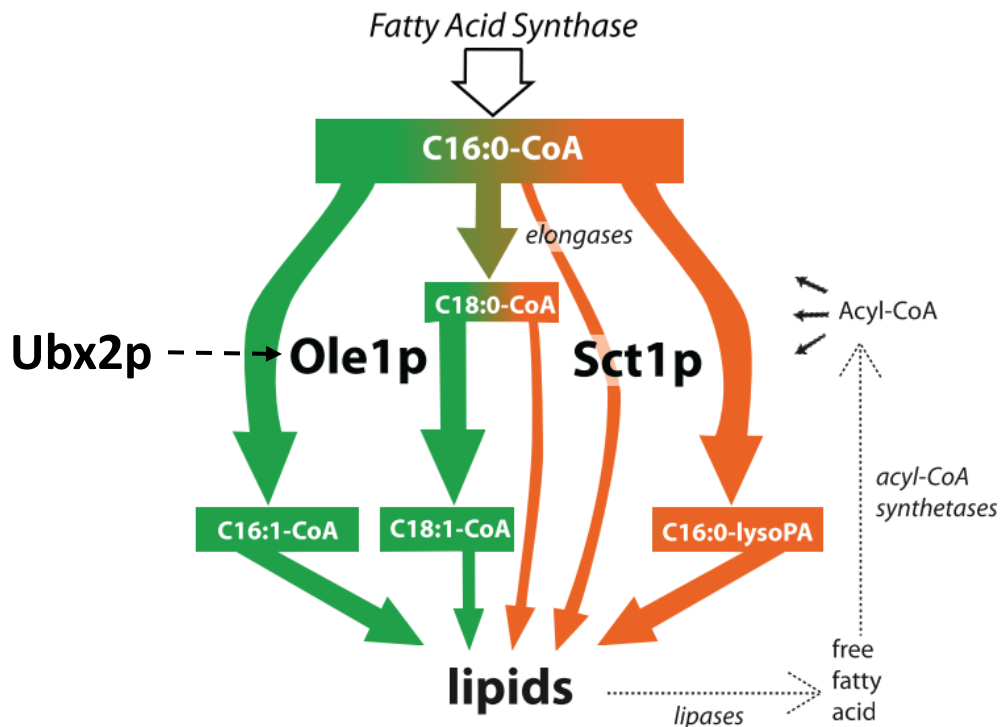 Fatty Acid Synthase
C16:0-CoA
elongases
C18:0-CoA
Acyl-CoA
Ubx2p
Ole1p
Sct1p
acyl-CoA
synthetases
C16:1-CoA
C18:1-CoA
C16:0-lysoPA
free
fatty
acid
lipids
lipases